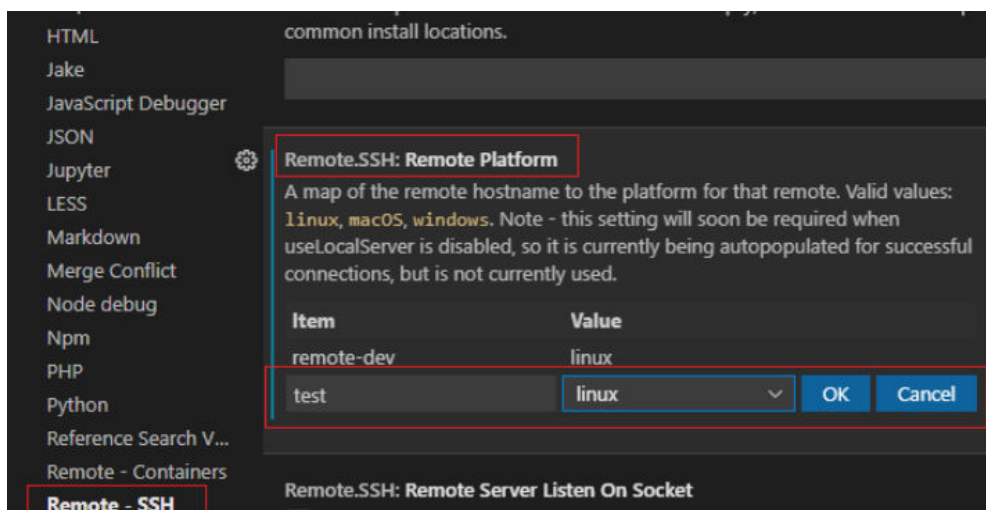 HTML
Jake
JavaScript Debugger
JSON
Jupyter
LESS
Markdown
Merge Conflict
Node debug
Npm
PHP
Python
Reference Search V...
Remote - Containers
Remote - SSH
common install locations.
Remote.SSH: Remote Platform
A map of the remote hostname to the platform for that remote. Valid values:
linux, macOS, windows. Note - this setting will soon be required when
useLocalServer is disabled, so it is currently being autopopulated for successful
connections, but is not currently used.
Item Value
remote-dev linux
test linux OK Cancel
Remote.SSH: Remote Server Listen On Socket